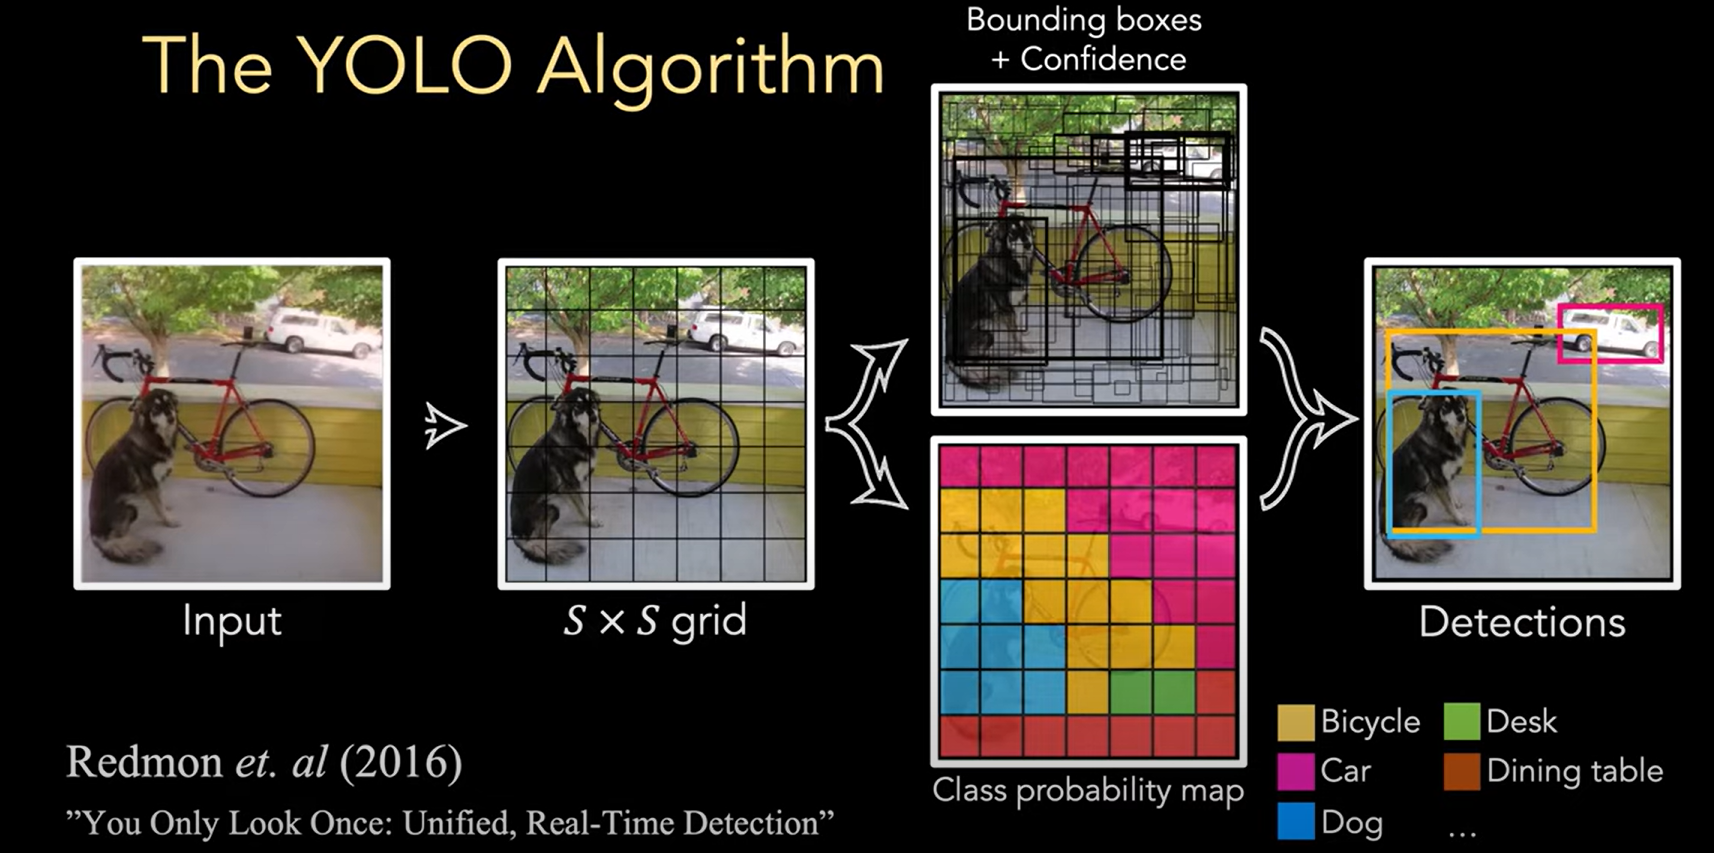 The YOLO Algorithm
Bounding boxes
+ Confidence
Input
S × S grid
Class probability map
Detections
Bicycle
Desk
Car
Dining table
Dog
...
Redmon et. al (2016)
”You Only Look Once: Unified, Real-Time Detection”